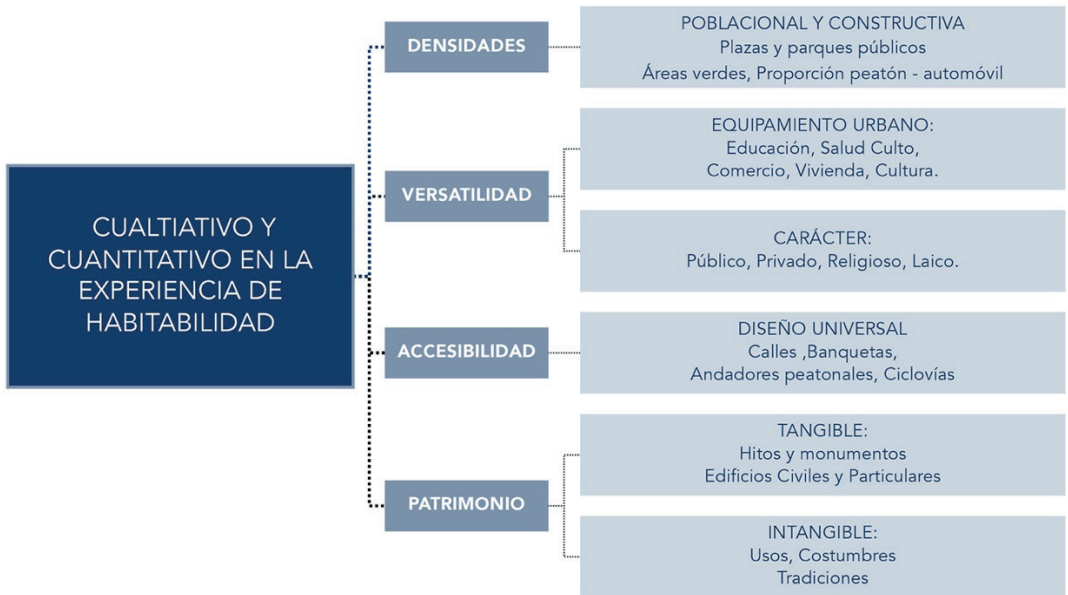 CUALTIATIVO Y
CUANTITATIVO EN LA
EXPERIENCIA DE
HABITABILIDAD
DENSIDADES
POBLACIONAL Y CONSTRUCTIVA
Plazas y parques públicos
Áreas verdes, Proporción peatón - automóvil
VERSATILIDAD
EQUIPAMIENTO URBANO:
Educación, Salud Culto,
Comercio, Vivienda, Cultura.
CARÁCTER:
Público, Privado, Religioso, Laico.
ACCESIBILIDAD
DISEÑO UNIVERSAL
Calles ,Banquetas,
Andadores peatonales, Ciclovías
PATRIMONIO
TANGIBLE:
Hitos y monumentos
Edificios Civiles y Particulares
INTANGIBLE:
Usos, Costumbres
Tradiciones